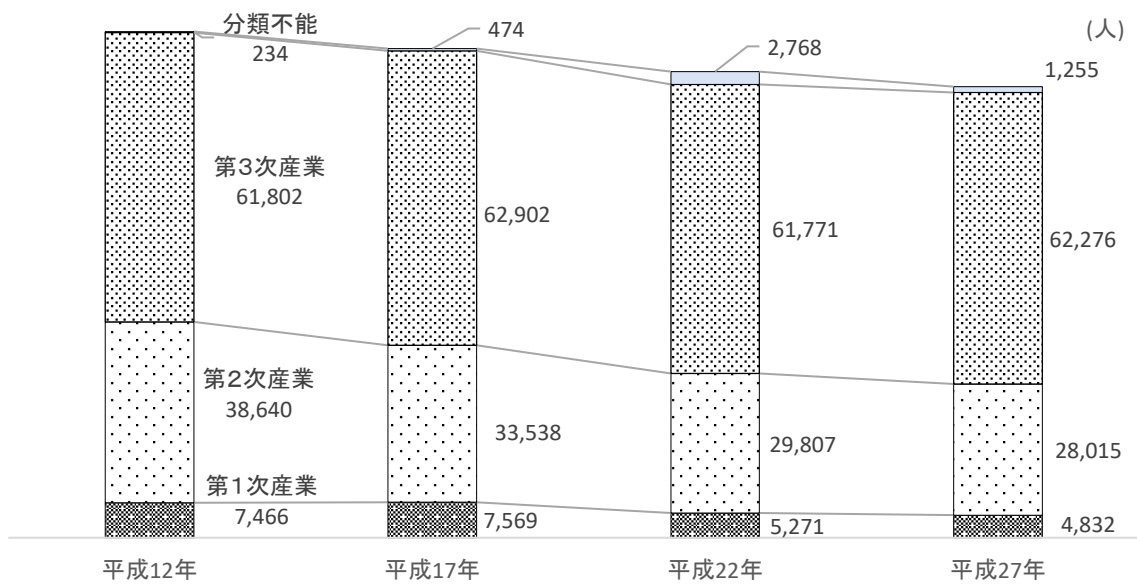 (人)
分類不能
234
474
2,768
1,255
第3次産業
61,802
62,902
61,771
62,276
第2次産業
38,640
33,538
29,807
28,015
第1次産業
7,466
7,569
5,271
4,832
平成12年
平成17年
平成22年
平成27年